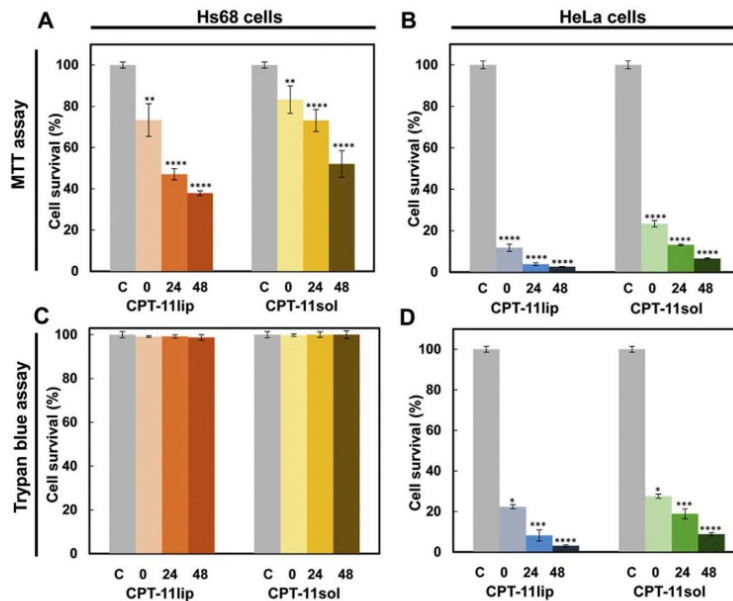 A
Hs68 cells
B
HeLa cells
MTT assay
Cell survival (%)
100
80
60
40
20
0
**
****
****
**
****
****
C 0 24 48 C 0 24 48
CPT-11lip CPT-11sol
Cell survival (%)
100
80
60
40
20
0
****
****
****
****
****
****
C 0 24 48 C 0 24 48
CPT-11lip CPT-11sol
C
Trypan blue assay
Cell survival (%)
100
80
60
40
20
0
C 0 24 48 C 0 24 48
CPT-11lip CPT-11sol
D
Cell survival (%)
100
80
60
40
20
0
*
***
****
*
***
****
C 0 24 48 C 0 24 48
CPT-11lip CPT-11sol